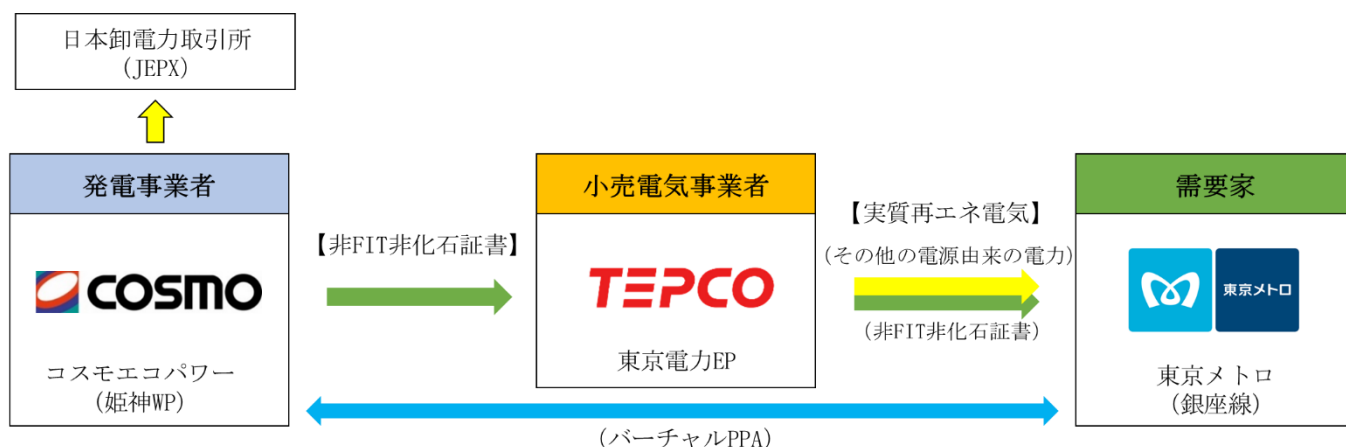 日本卸電力取引所
（JEPX）
発電事業者
COSMO
コスモエコパワー
（姫神WP）
【非FIT非化石証書】
小売電気事業者
TEPCO
東京電力EP
【実質再エネ電気】
（その他の電源由来の電力）
（非FIT非化石証書）
需要家
東京メトロ
東京メトロ
（銀座線）
（バーチャルPPA）